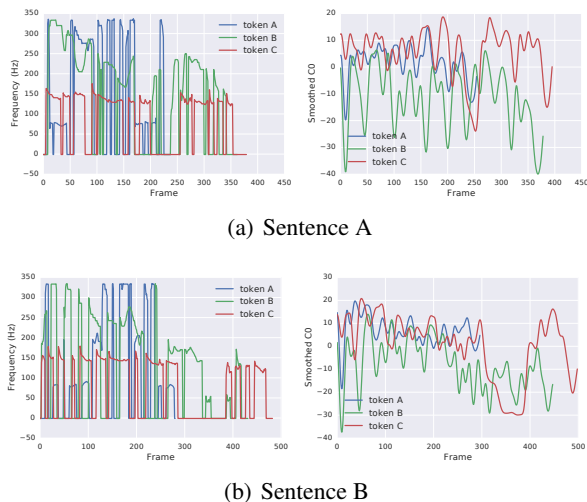 350
300
250
200
150
100
50
0
−50
Frequency (Hz)
token A
token B
token C
0 50 100 150 200 250 300 350 400 450
Frame
20
10
0
−10
−20
−30
−40
Smoothed C0
token A
token B
token C
0 50 100 150 200 250 300 350 400 450
Frame
(a) Sentence A
350
300
250
200
150
100
50
0
−50
Frequency (Hz)
token A
token B
token C
0 100 200 300 400 500
Frame
30
20
10
0
−10
−20
−30
−40
Smoothed C0
token A
token B
token C
0 100 200 300 400 500
Frame
(b) Sentence B